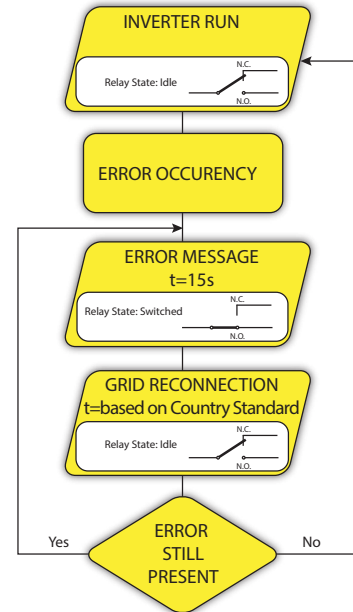 INVERTER RUN
Relay State: Idle
N.C.
N.O.
ERROR OCCURENCY
ERROR MESSAGE
t=15s
Relay State: Switched
N.C.
N.O.
GRID RECONNECTION
t=based on Country Standard
Relay State: Idle
N.C.
N.O.
Yes
ERROR
STILL
PRESENT
No